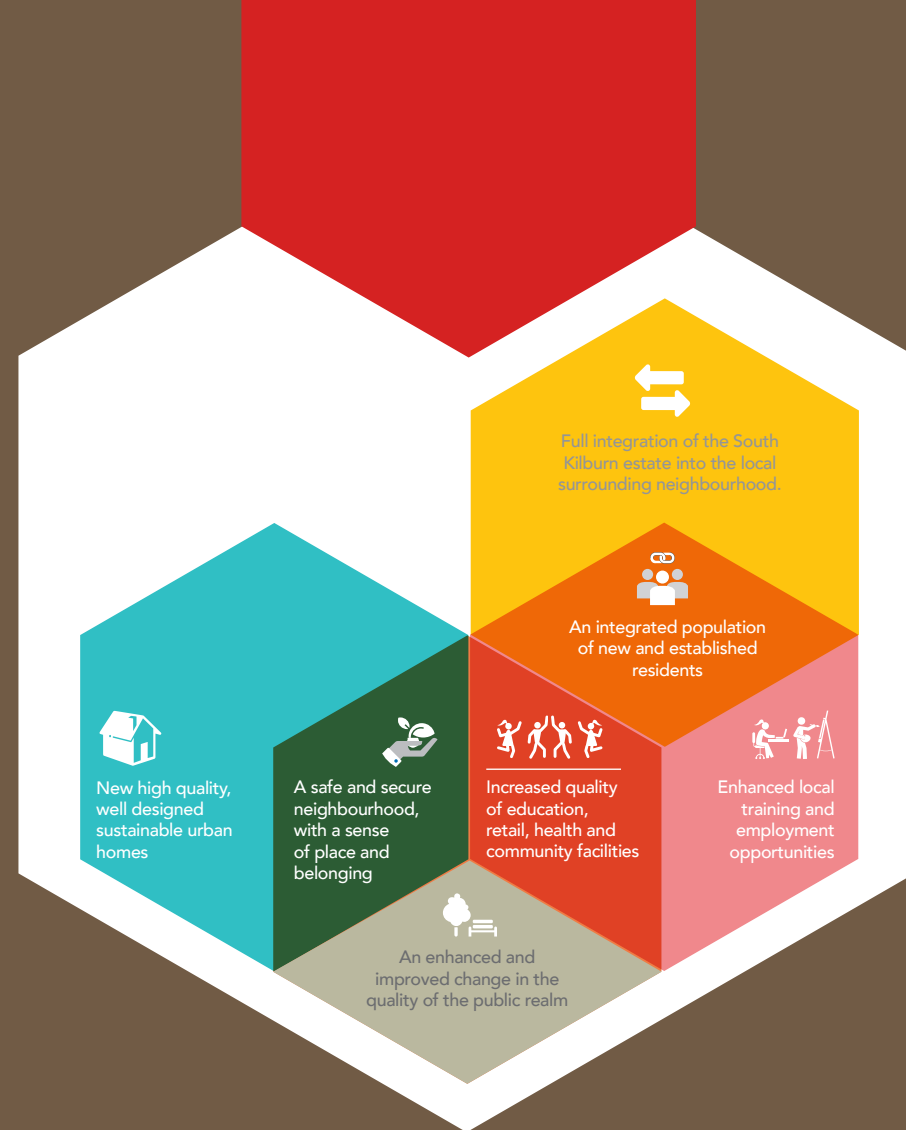 Full integration of the South
Kilburn estate into the local
surrounding neighbourhood.
An integrated population
of new and established
residents
New high quality,
well designed
sustainable urban
homes
A safe and secure
neighbourhood,
with a sense
of place and
belonging
Increased quality
of education,
retail, health and
community facilities
Enhanced local
training and
employment
opportunities
An enhanced and
improved change in the
quality of the public realm